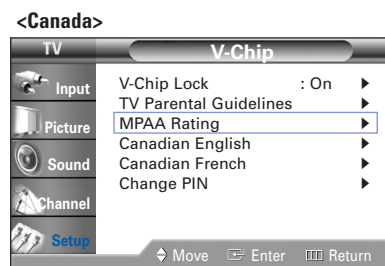 <Canada>
TV
V-Chip
Input
Picture
Sound
Channel
Setup
V-Chip Lock : On
TV Parental Guidelines
MPAA Rating
Canadian English
Canadian French
Change PIN
Move Enter Return